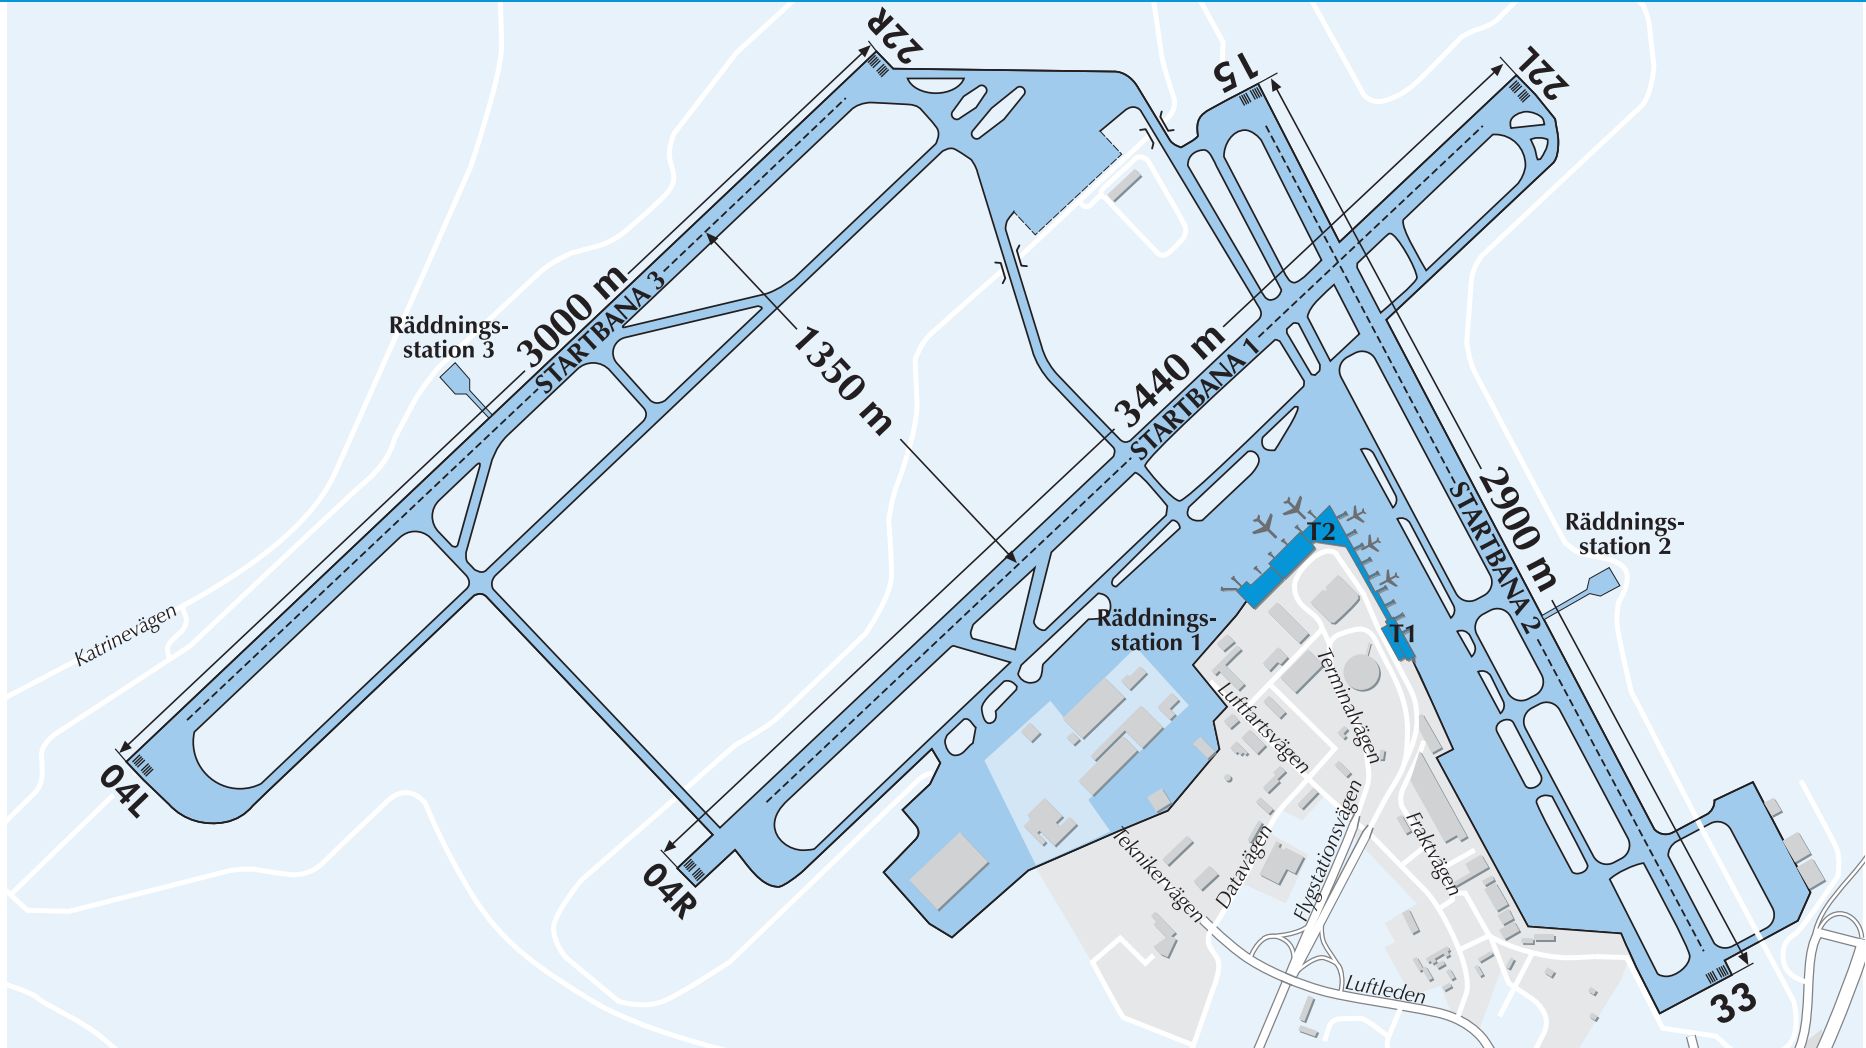 22R
15
22L
Räddnings-
station 3
3000 m
STARTBANA 3
1350 m
3440 m
STARTBANA 1
2900 m
STARTBANA 2
Räddnings-
station 2
T2
T1
Räddnings-
station 1
Katrinevägen
04L
04R
Terminalvägen
Luftfartsvägen
Flygstationsvägen
Fraktvägen
Teknikervägen
Datavägen
Luftleden
33